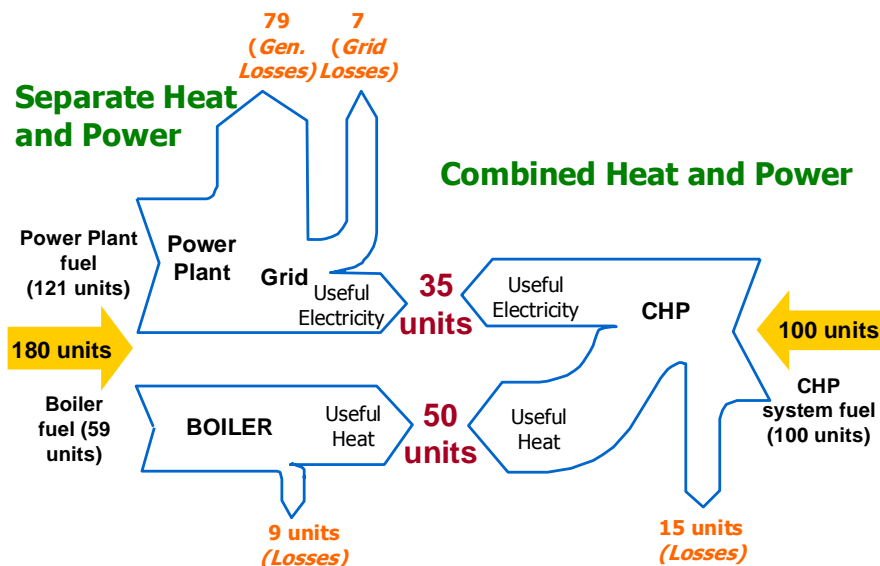 79
(Gen.
Losses)
7
(Grid
Losses)
Separate Heat
and Power
Combined Heat and Power
Power Plant
fuel
(121 units)
Power
Plant
Grid
Useful
Electricity
35
units
Useful
Electricity
CHP
180 units
100 units
Boiler
fuel (59
units)
BOILER
Useful
Heat
50
units
Useful
Heat
CHP
system fuel
(100 units)
9 units
(Losses)
15 units
(Losses)